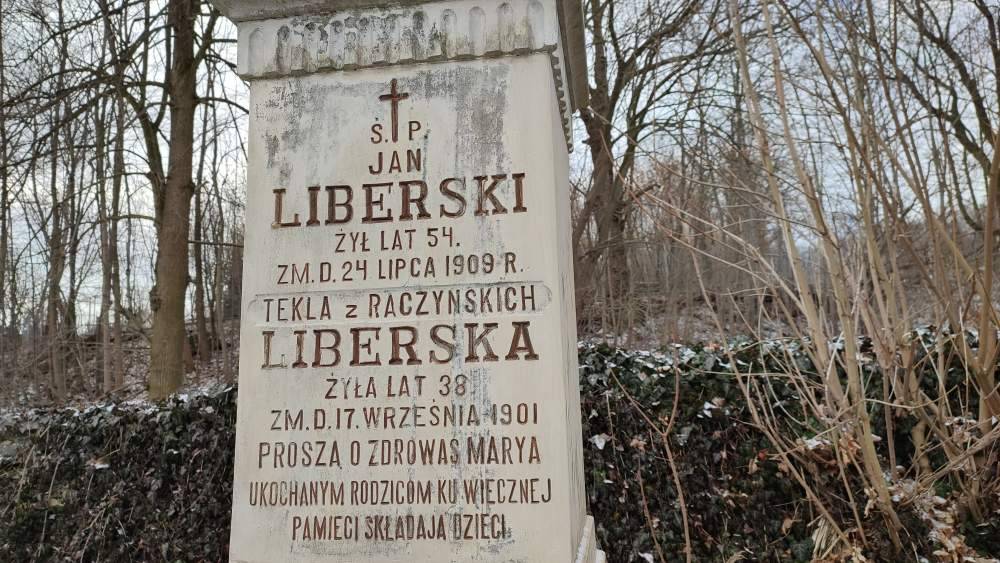 Ś. P.
JAN
LIBERSKI
ŻYŁ LAT 54.
ZM. D. 24 LIPCA 1909 R.
TEKLA z RACZYŃSKICH
LIBERSKA
ŻYŁA LAT 38
ZM. D. 17. WRZEŚNIA 1901
PROSZĄ O ZDROWAŚ MARYA
UKOCHANYM RODZICOM KU WIECZNEJ
PAMIĘCI SKŁADAJĄ DZIECI